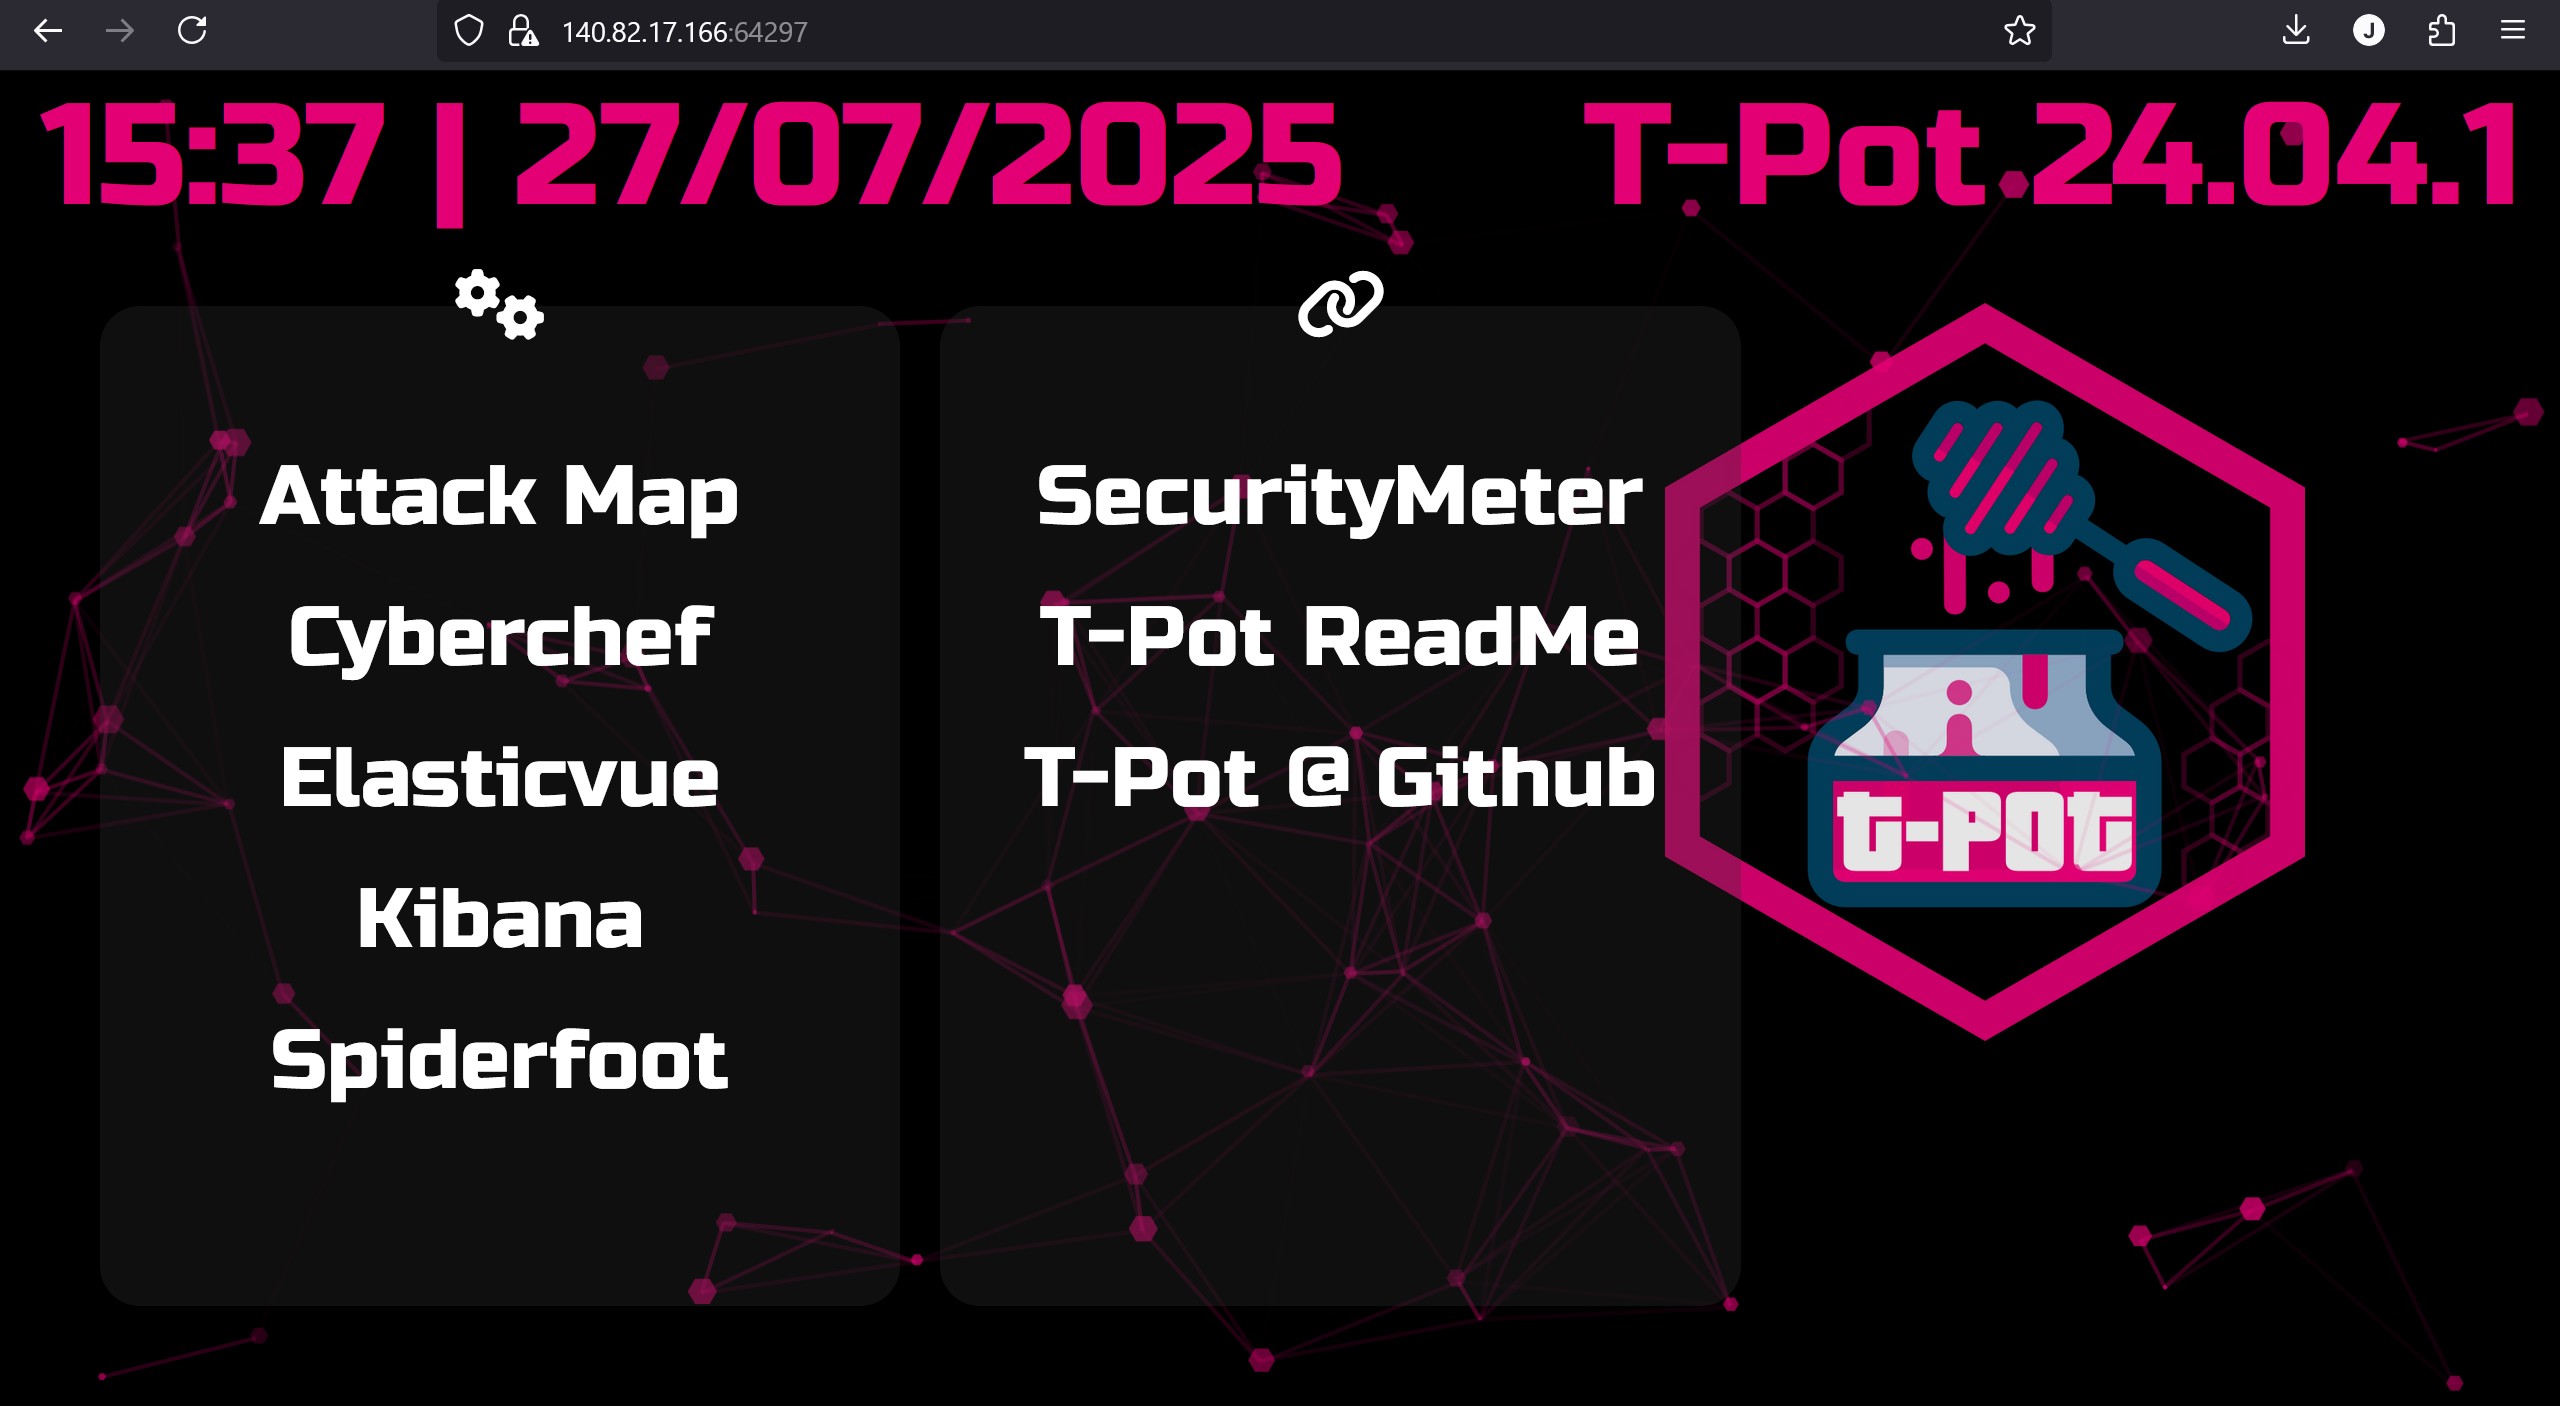 140.82.17.166:64297
J
15:37 | 27/07/2025
T-Pot 24.04.1
Attack Map
Cyberchef
Elasticvue
Kibana
Spiderfoot
SecurityMeter
T-Pot ReadMe
T-Pot @ Github
t-pot